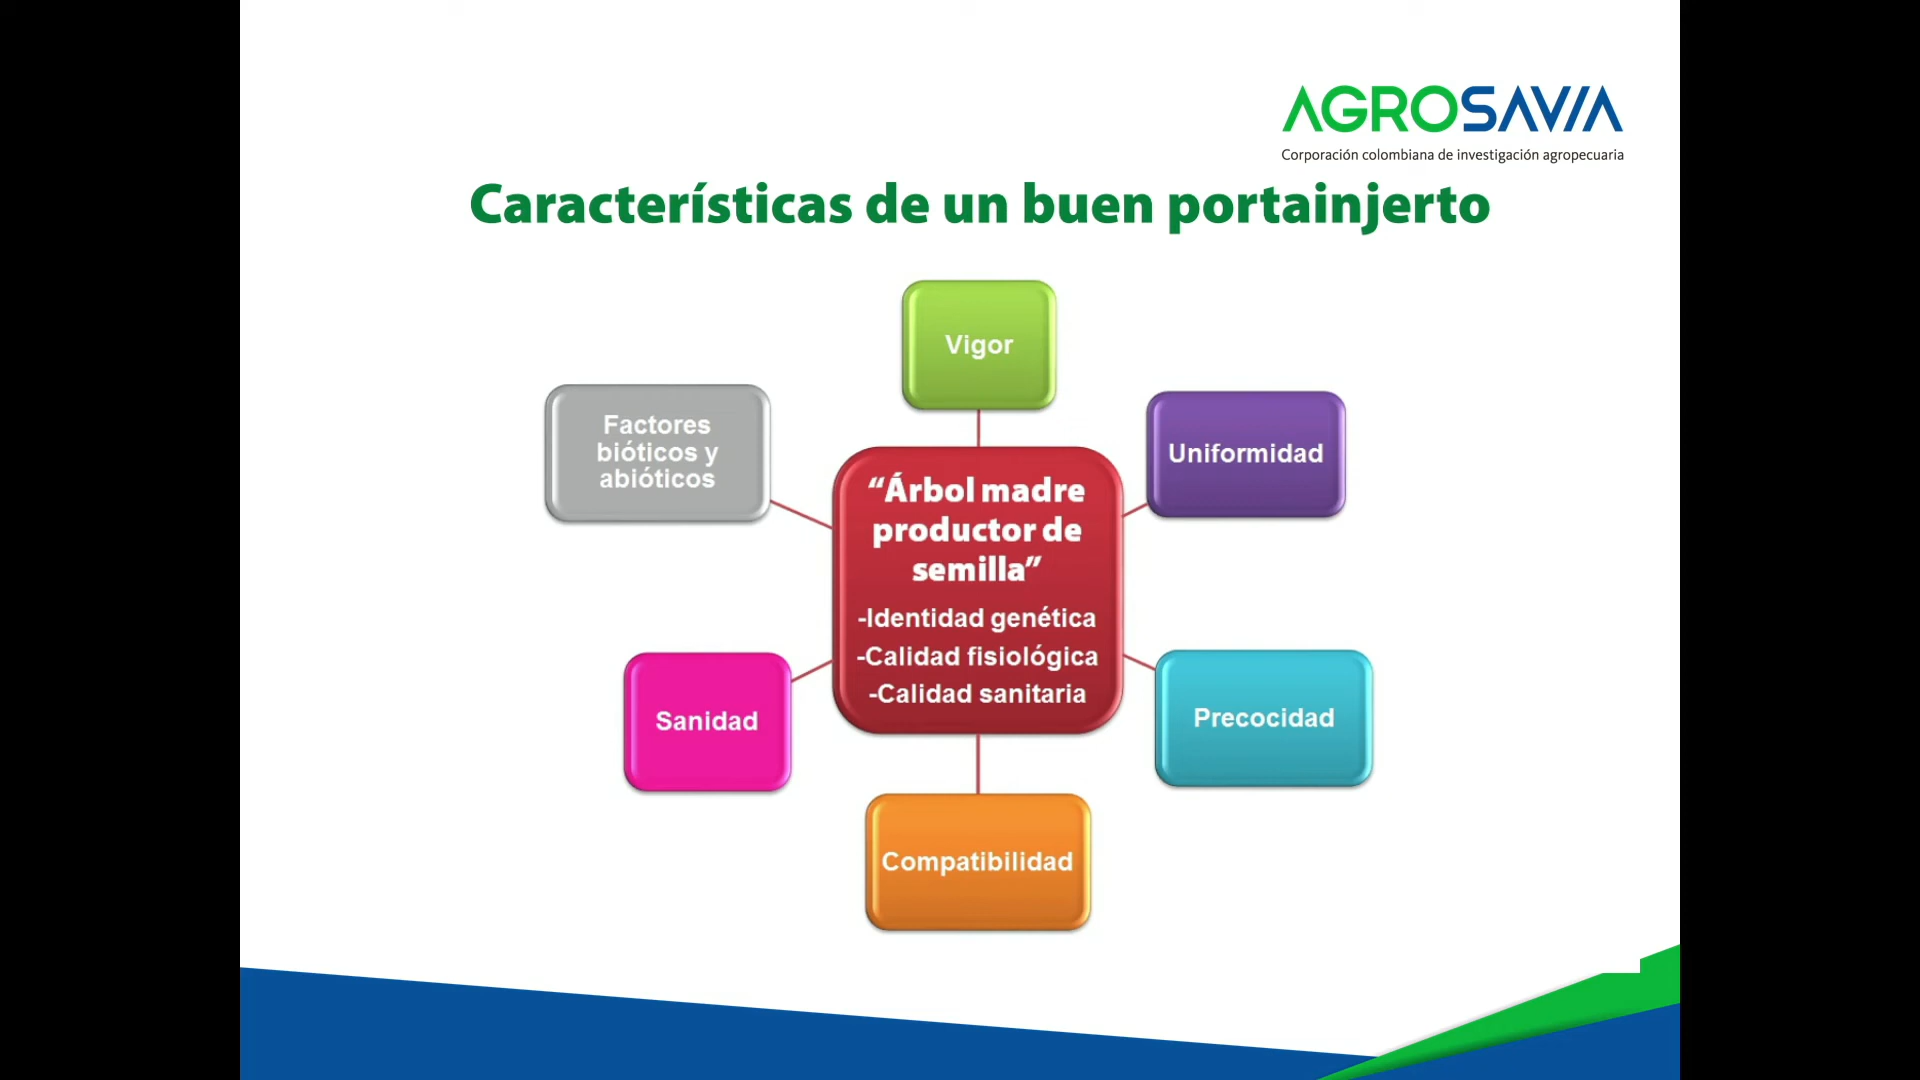 AGROSAVIA
Corporación colombiana de investigación agropecuaria
Características de un buen portainjerto
Vigor
Factores
bióticos y
abióticos
Uniformidad
“Árbol madre
productor de
semilla”
-Identidad genética
-Calidad fisiológica
-Calidad sanitaria
Sanidad
Precocidad
Compatibilidad